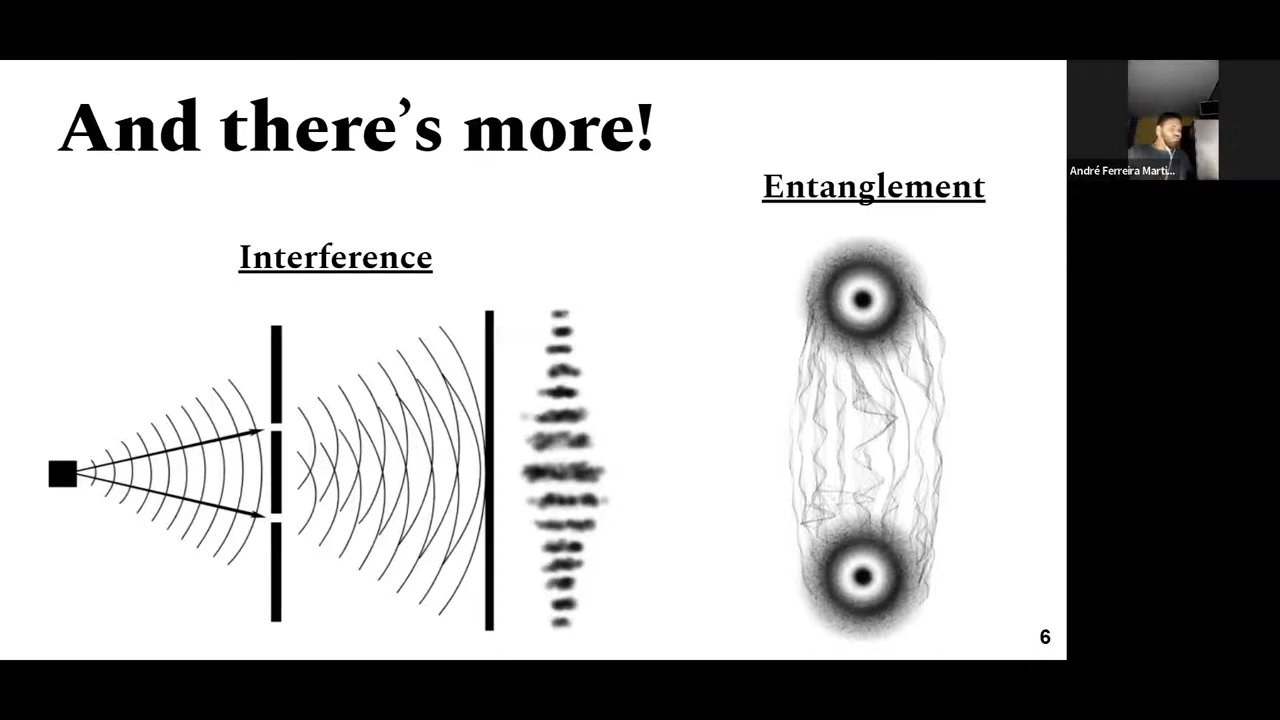 And there's more!
Entanglement
Interference
6
André Ferreira Marti...